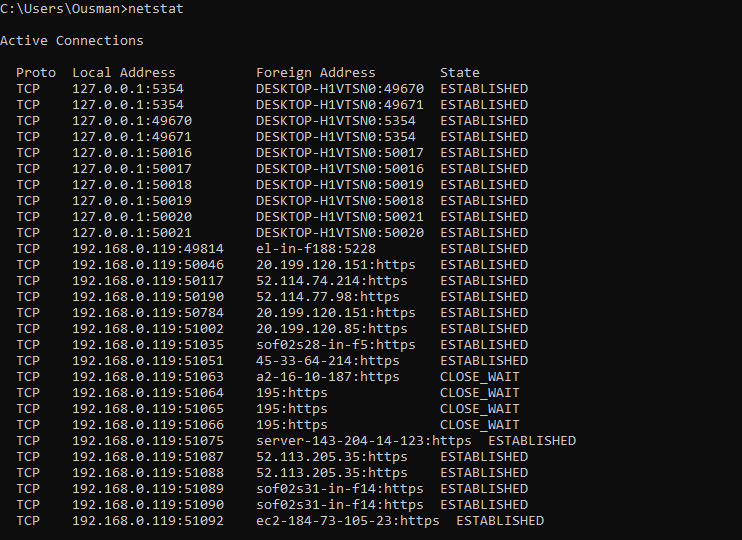 C:\Users\Ousman>netstat
Active Connections
Proto  Local Address          Foreign Address        State
TCP    127.0.0.1:5354         DESKTOP-H1VTSN0:49670  ESTABLISHED
TCP    127.0.0.1:5354         DESKTOP-H1VTSN0:49671  ESTABLISHED
TCP    127.0.0.1:49670        DESKTOP-H1VTSN0:5354   ESTABLISHED
TCP    127.0.0.1:49671        DESKTOP-H1VTSN0:5354   ESTABLISHED
TCP    127.0.0.1:50016        DESKTOP-H1VTSN0:50017  ESTABLISHED
TCP    127.0.0.1:50017        DESKTOP-H1VTSN0:50016  ESTABLISHED
TCP    127.0.0.1:50018        DESKTOP-H1VTSN0:50019  ESTABLISHED
TCP    127.0.0.1:50019        DESKTOP-H1VTSN0:50018  ESTABLISHED
TCP    127.0.0.1:50020        DESKTOP-H1VTSN0:50021  ESTABLISHED
TCP    127.0.0.1:50021        DESKTOP-H1VTSN0:50020  ESTABLISHED
TCP    192.168.0.119:49814    el-in-f188:5228        ESTABLISHED
TCP    192.168.0.119:50046    20.199.120.151:https   ESTABLISHED
TCP    192.168.0.119:50117    52.114.74.214:https    ESTABLISHED
TCP    192.168.0.119:50190    52.114.77.98:https     ESTABLISHED
TCP    192.168.0.119:50784    20.199.120.151:https   ESTABLISHED
TCP    192.168.0.119:51002    20.199.120.85:https    ESTABLISHED
TCP    192.168.0.119:51035    sof02s28-in-f5:https   ESTABLISHED
TCP    192.168.0.119:51051    45-33-64-214:https     ESTABLISHED
TCP    192.168.0.119:51063    a2-16-10-187:https     CLOSE_WAIT
TCP    192.168.0.119:51064    195:https              CLOSE_WAIT
TCP    192.168.0.119:51065    195:https              CLOSE_WAIT
TCP    192.168.0.119:51066    195:https              CLOSE_WAIT
TCP    192.168.0.119:51075    server-143-204-14-123:https  ESTABLISHED
TCP    192.168.0.119:51087    52.113.205.35:https    ESTABLISHED
TCP    192.168.0.119:51088    52.113.205.35:https    ESTABLISHED
TCP    192.168.0.119:51089    sof02s31-in-f14:https  ESTABLISHED
TCP    192.168.0.119:51090    sof02s31-in-f14:https  ESTABLISHED
TCP    192.168.0.119:51092    ec2-184-73-105-23:https  ESTABLISHED